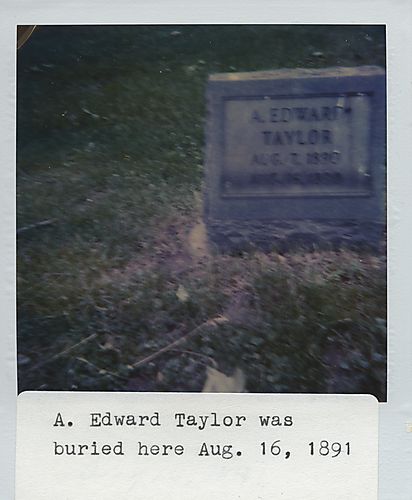 A. EDWARD
TAYLOR
AUG. 7, 1890
A. Edward Taylor was
buried here Aug. 16, 1891